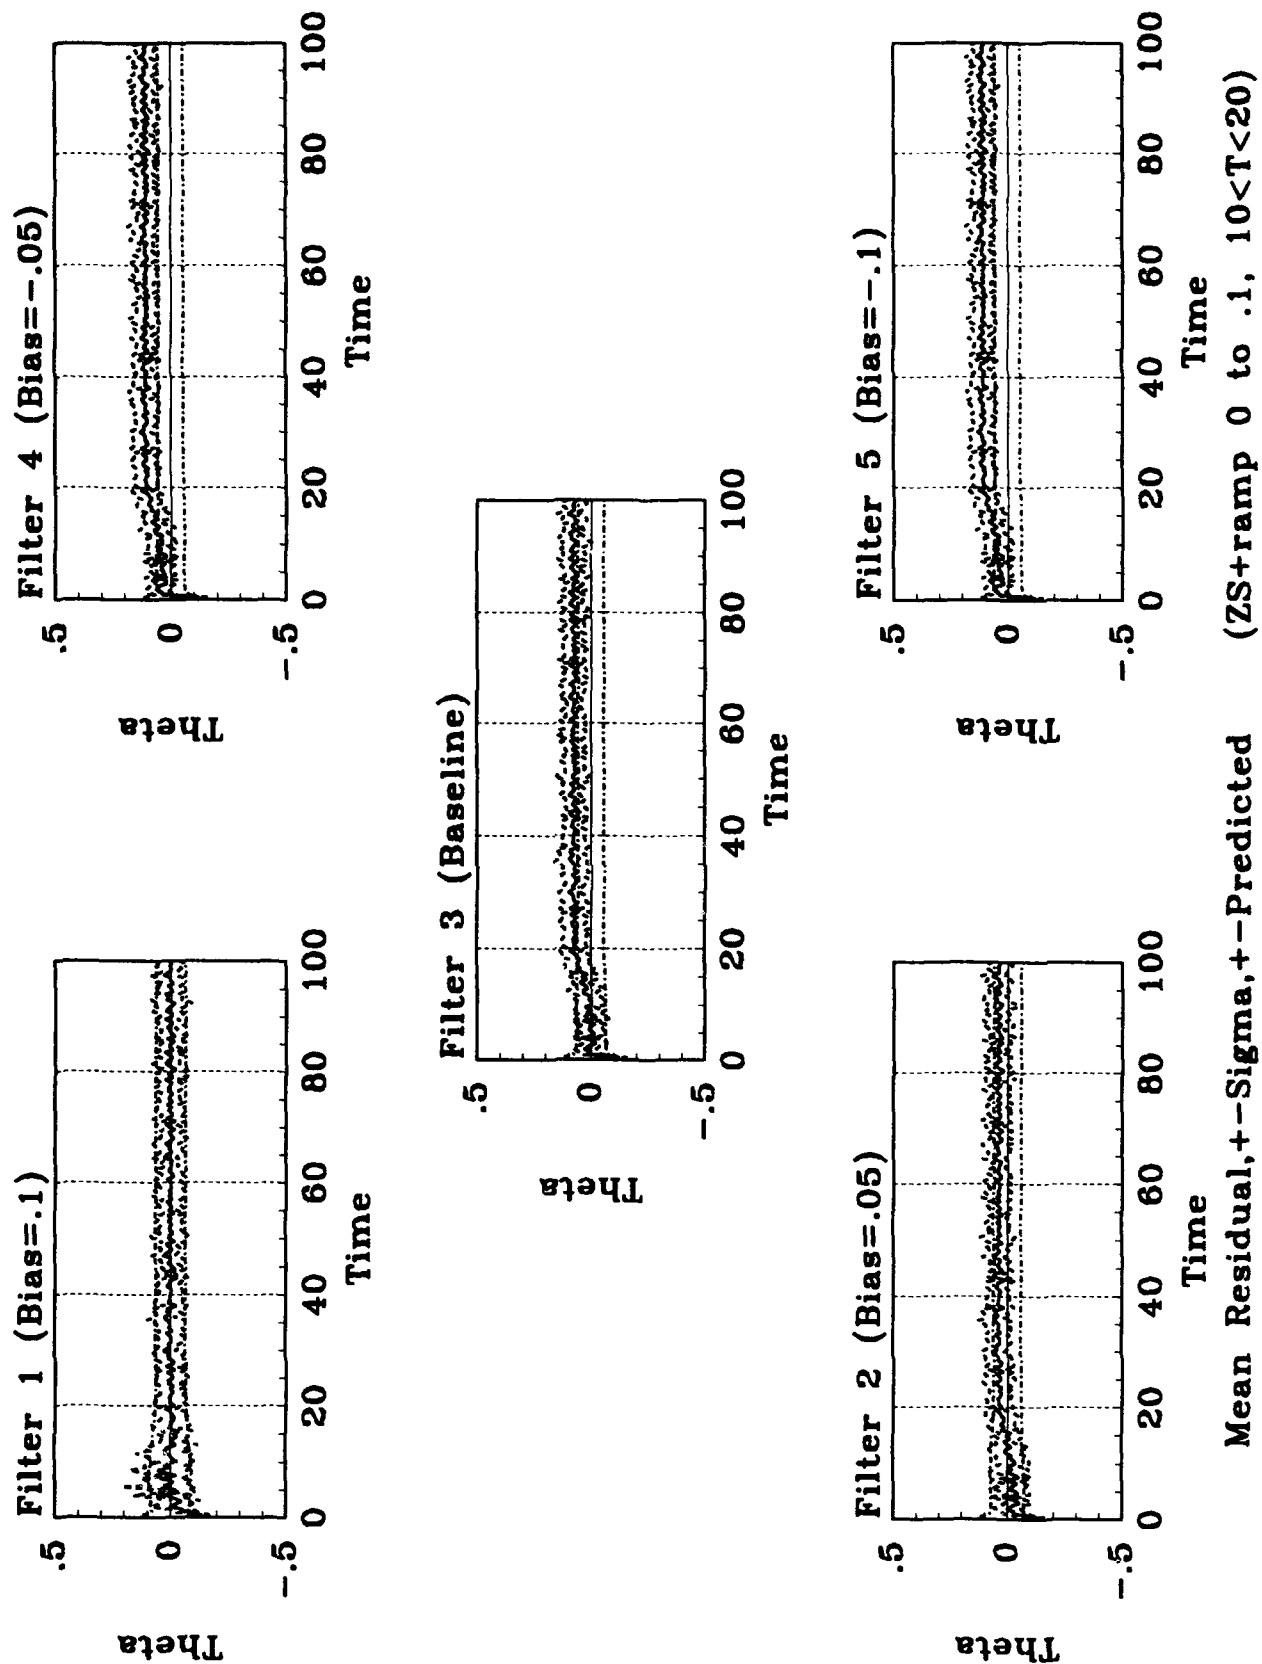 Filter 1 (Bias=.1)
.5
0
-.5
Theta
0 20 40 60 80 100
Time
Filter 4 (Bias=-.05)
.5
0
-.5
Theta
0 20 40 60 80 100
Time
Filter 3 (Baseline)
.5
0
-.5
Theta
0 20 40 60 80 100
Time
Filter 2 (Bias=.05)
.5
0
-.5
Theta
0 20 40 60 80 100
Time
Filter 5 (Bias=-.1)
.5
0
-.5
Theta
0 20 40 60 80 100
Time
Mean Residual,+-Sigma,+-Predicted (ZS+ramp 0 to .1, 10<T<20)